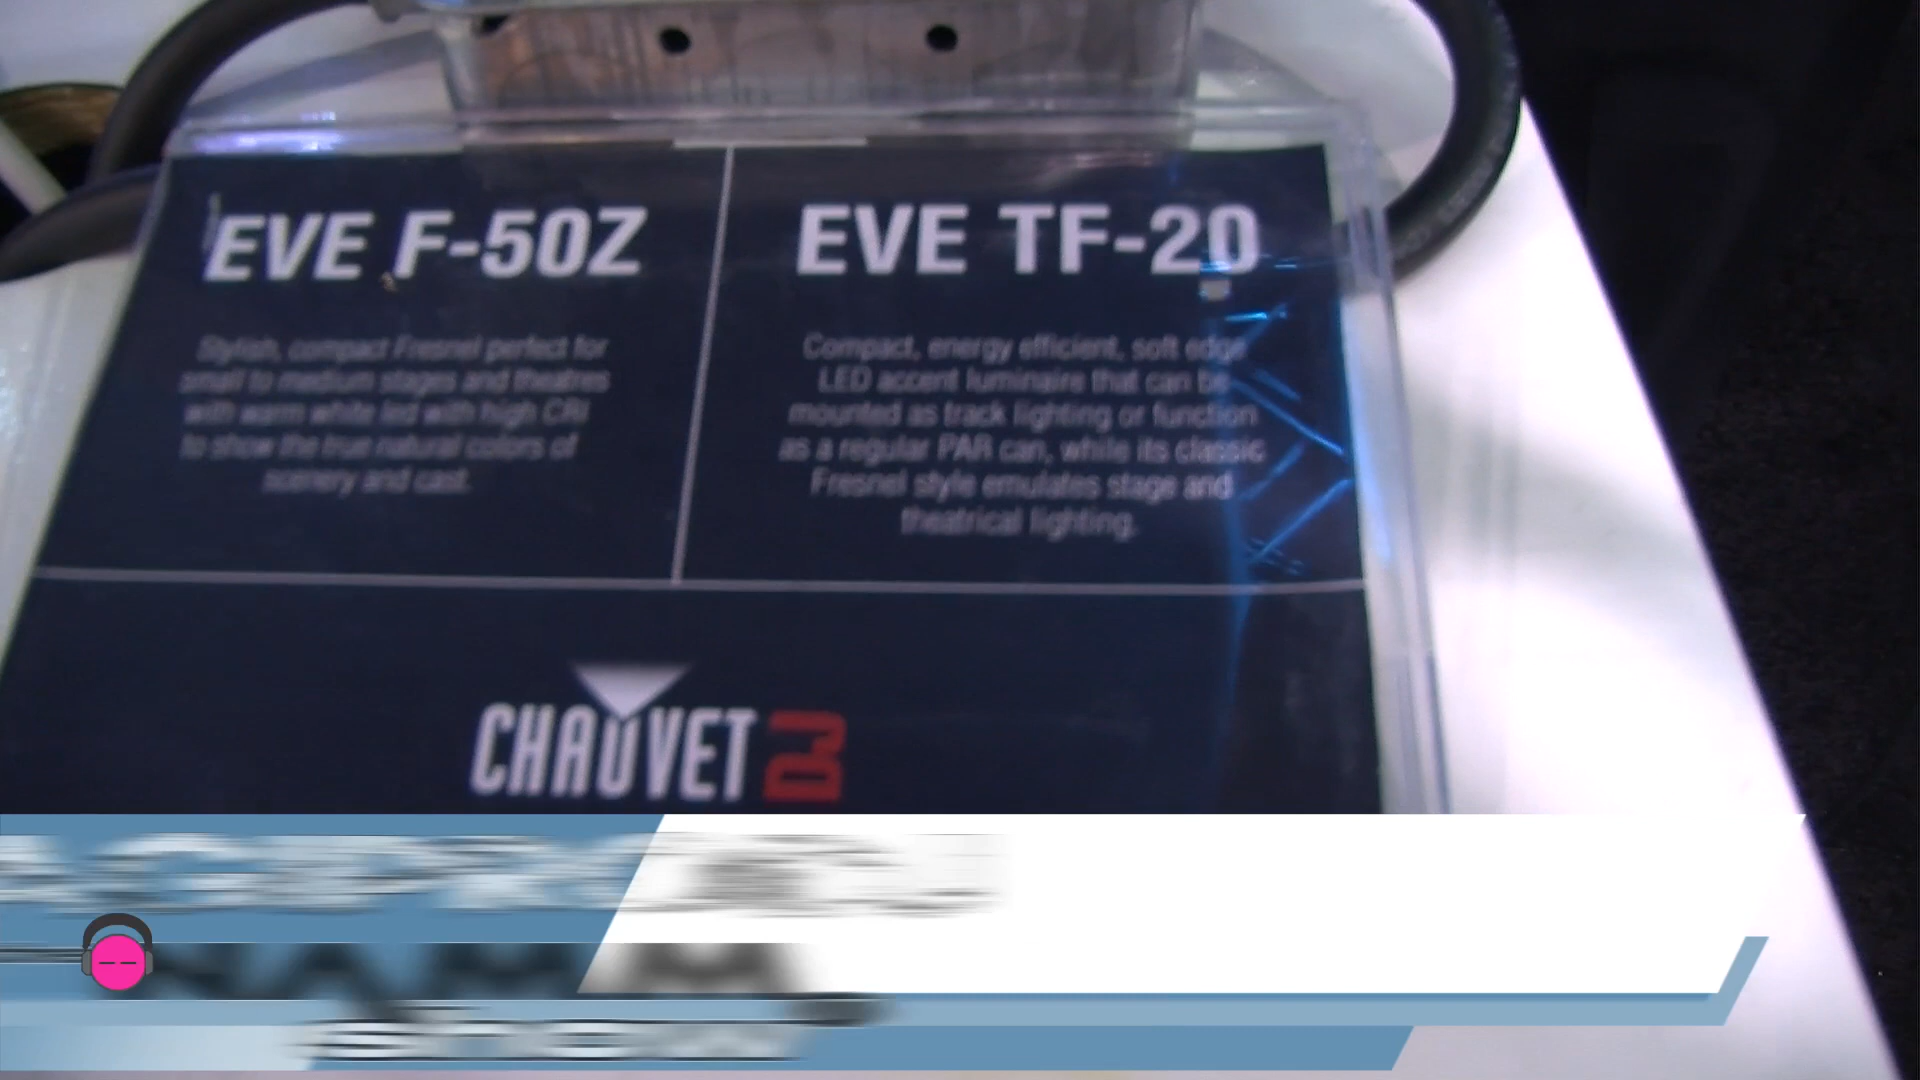 EVE F-50Z
Stylish, compact Fresnel perfect for
small to medium stages and theatres
with warm white led with high CRI
to show the true natural colors of
scenery and cast.
EVE TF-20
Compact, energy efficient, soft edge
LED accent luminaire that can be
mounted as track lighting or function
as a regular PAR can, while its classic
Fresnel style emulates stage and
theatrical lighting.
CHAUVET DJ
NAMM